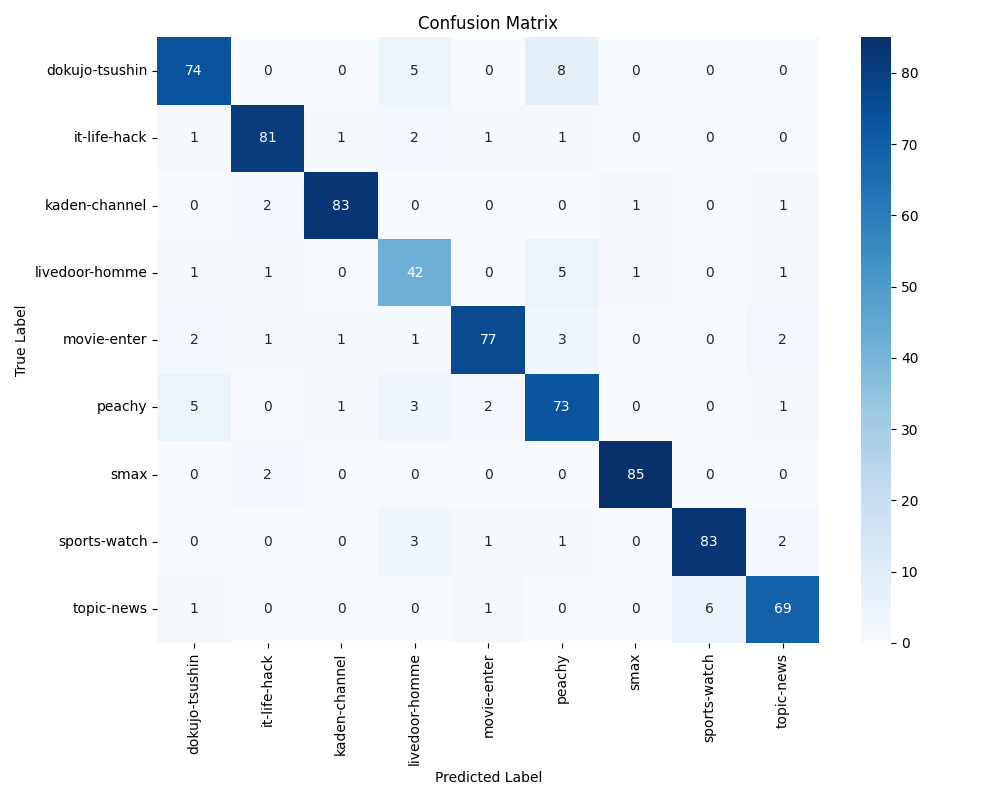 Confusion Matrix
True Label
dokujo-tsushin 74 0 0 5 0 8 0 0 0
it-life-hack 1 81 1 2 1 1 0 0 0
kaden-channel 0 2 83 0 0 0 1 0 1
livedoor-homme 1 1 0 42 0 5 1 0 1
movie-enter 2 1 1 1 77 3 0 0 2
peachy 5 0 1 3 2 73 0 0 1
smax 0 2 0 0 0 0 85 0 0
sports-watch 0 0 0 3 1 1 0 83 2
topic-news 1 0 0 0 1 0 0 6 69
dokujo-tsushin
it-life-hack
kaden-channel
livedoor-homme
movie-enter
peachy
smax
sports-watch
topic-news
Predicted Label
80
70
60
50
40
30
20
10
0